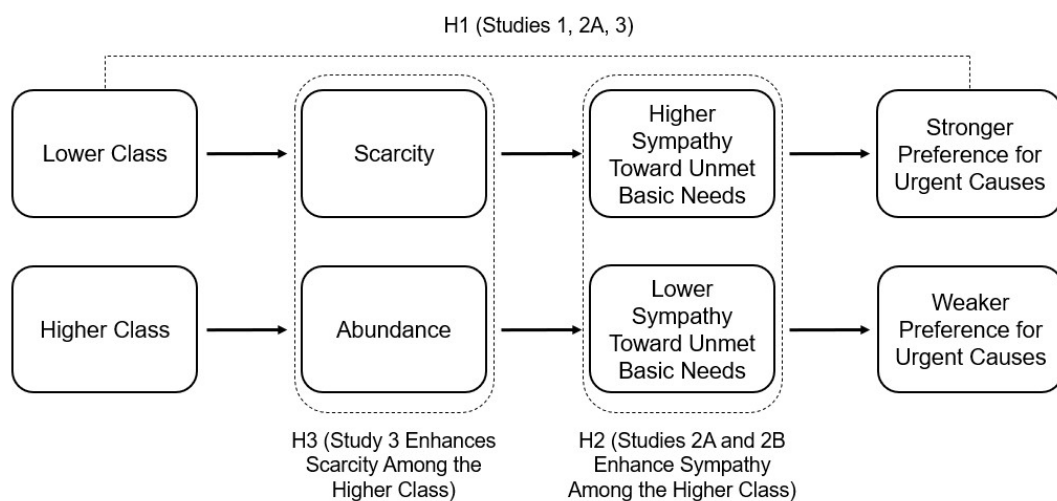 H1 (Studies 1, 2A, 3)
Lower Class
Scarcity
Higher
Sympathy
Toward Unmet
Basic Needs
Stronger
Preference for
Urgent Causes
Higher Class
Abundance
Lower
Sympathy
Toward Unmet
Basic Needs
Weaker
Preference for
Urgent Causes
H3 (Study 3 Enhances
Scarcity Among the
Higher Class)
H2 (Studies 2A and 2B
Enhance Sympathy
Among the Higher Class)